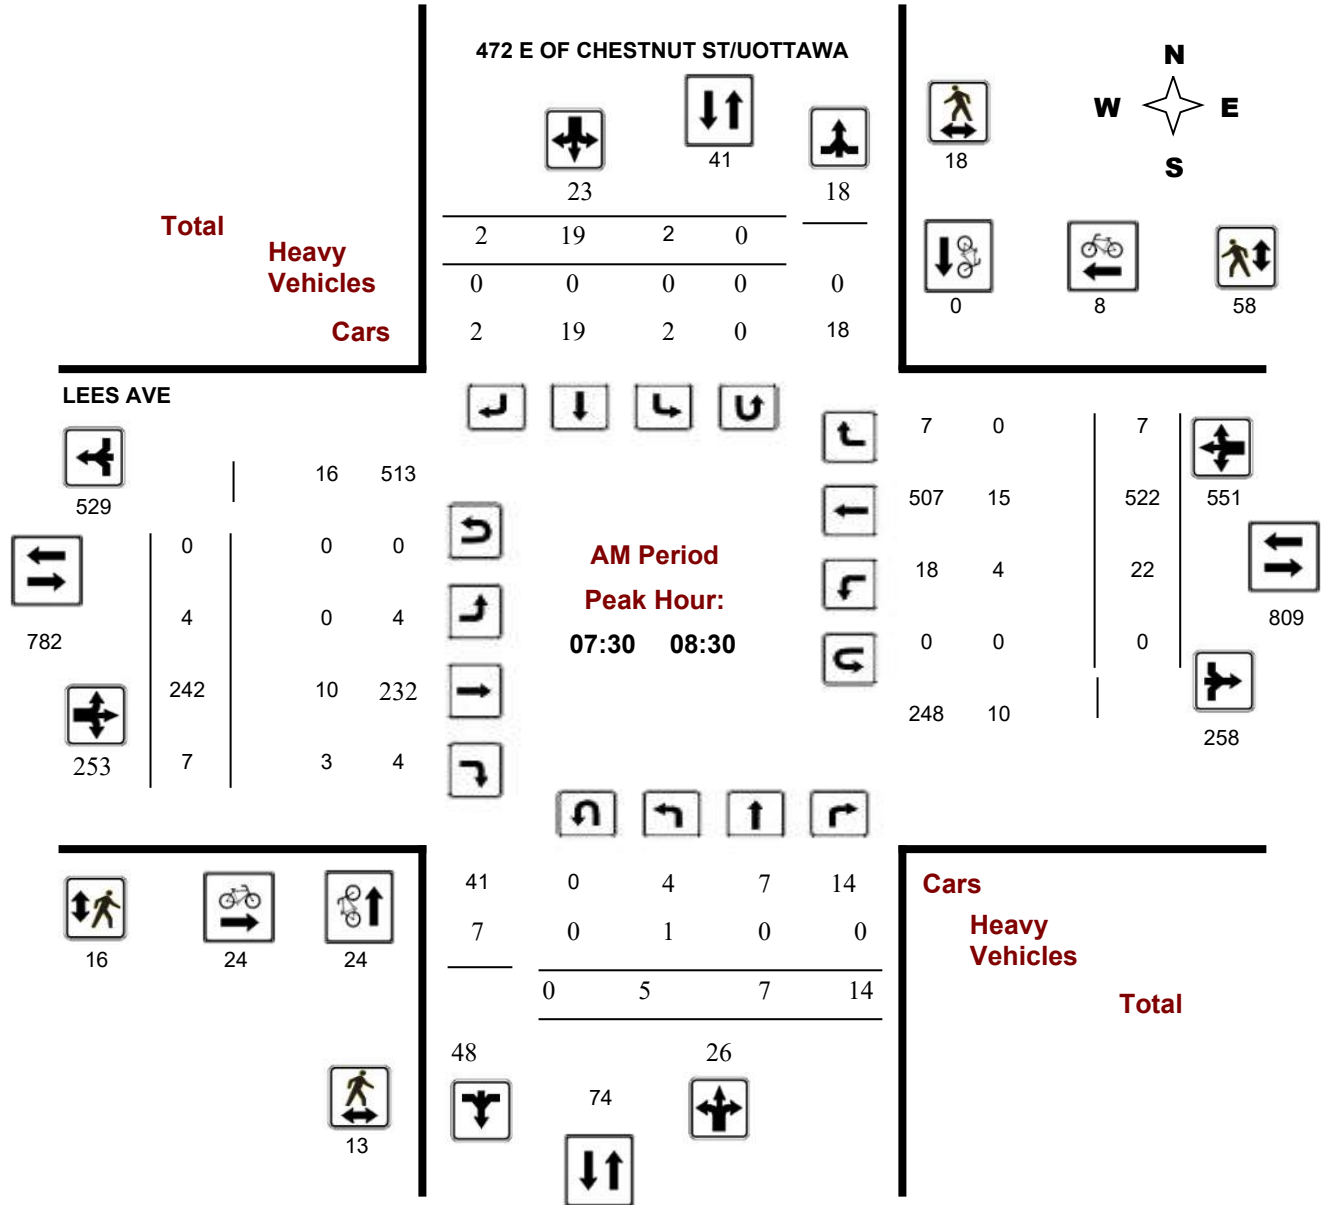 472 E OF CHESTNUT ST/UOTTAWA
N
W E
S
41
18
23 18
Total
2 19 2 0
Heavy
Vehicles
0 0 0 0 0
0 8 58
Cars
2 19 2 0 18
LEES AVE
7 0 7
16 513
529
507 15 522 551
0 0 0
AM Period
18 4 22
Peak Hour:
4 0 4
809
782
07:30 08:30
0 0 0
242 10 232
248 10
258
253 7 3 4
41 0 4 7 14
Cars
7 0 1 0 0
Heavy
Vehicles
16 24 24
0 5 7 14
Total
48 26
74
13